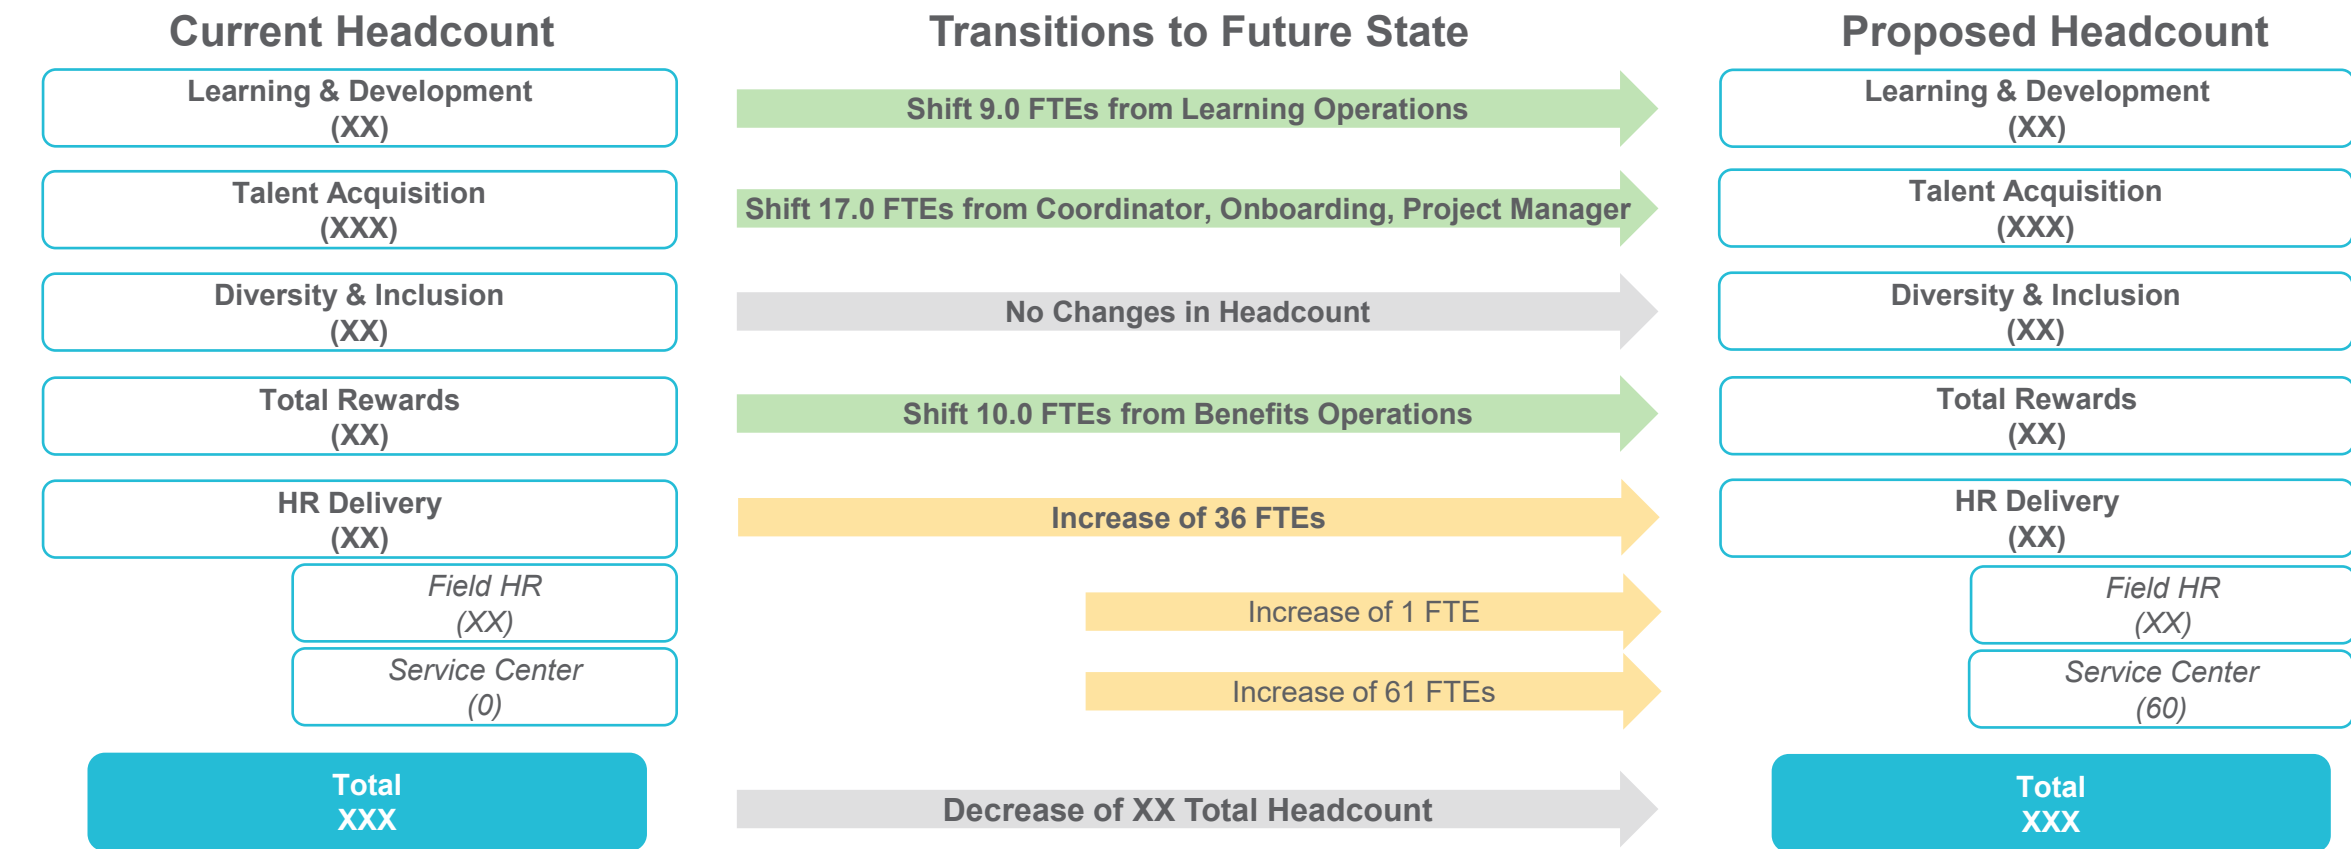 Current Headcount
Transitions to Future State
Proposed Headcount
Learning & Development
(XX)
Shift 9.0 FTEs from Learning Operations
Learning & Development
(XX)
Talent Acquisition
(XXX)
Shift 17.0 FTEs from Coordinator, Onboarding, Project Manager
Talent Acquisition
(XXX)
Diversity & Inclusion
(XX)
No Changes in Headcount
Diversity & Inclusion
(XX)
Total Rewards
(XX)
Shift 10.0 FTEs from Benefits Operations
Total Rewards
(XX)
HR Delivery
(XX)
Increase of 36 FTEs
HR Delivery
(XX)
Field HR
(XX)
Increase of 1 FTE
Field HR
(XX)
Service Center
(0)
Increase of 61 FTEs
Service Center
(60)
Total
XXX
Decrease of XX Total Headcount
Total
XXX